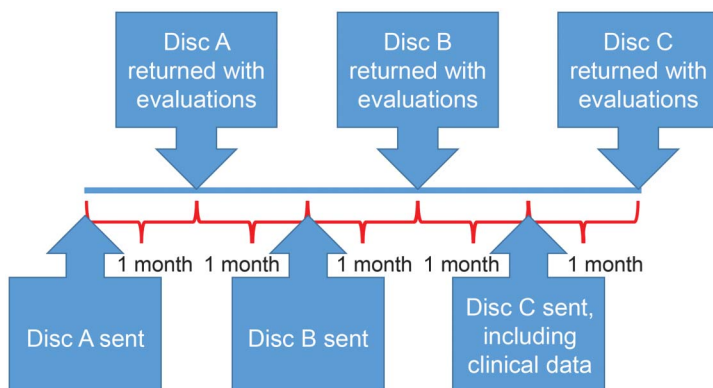 Disc A
returned with
evaluations
Disc B
returned with
evaluations
Disc C
returned with
evaluations
1 month
1 month
1 month
1 month
1 month
Disc A sent
Disc B sent
Disc C sent,
including
clinical data